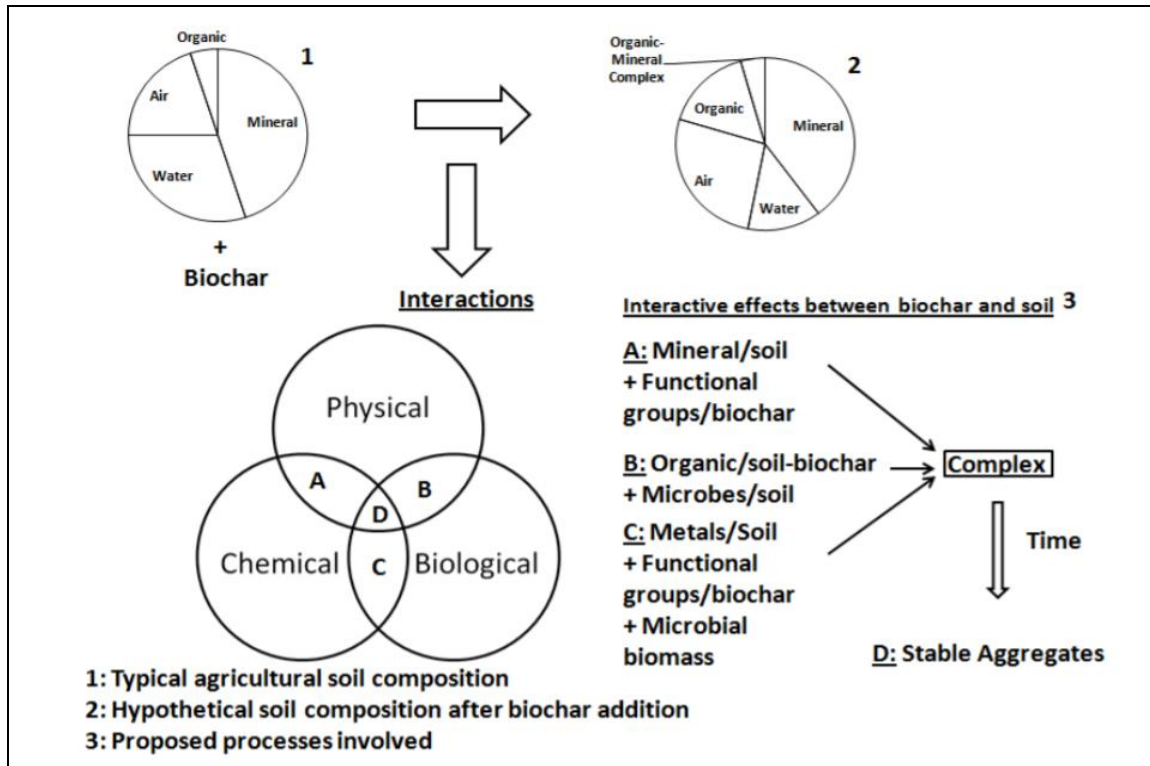 Organic
1
Air
Mineral
Water
+
Biochar
Organic-
Mineral
Complex
2
Organic
Mineral
Air
Water
Interactions
Physical
A
B
D
Chemical
C
Biological
Interactive effects between biochar and soil 3
A: Mineral/soil
+ Functional
groups/biochar
B: Organic/soil-biochar
+ Microbes/soil
C: Metals/Soil
+ Functional
groups/biochar
+ Microbial
biomass
Complex
Time
D: Stable Aggregates
1: Typical agricultural soil composition
2: Hypothetical soil composition after biochar addition
3: Proposed processes involved